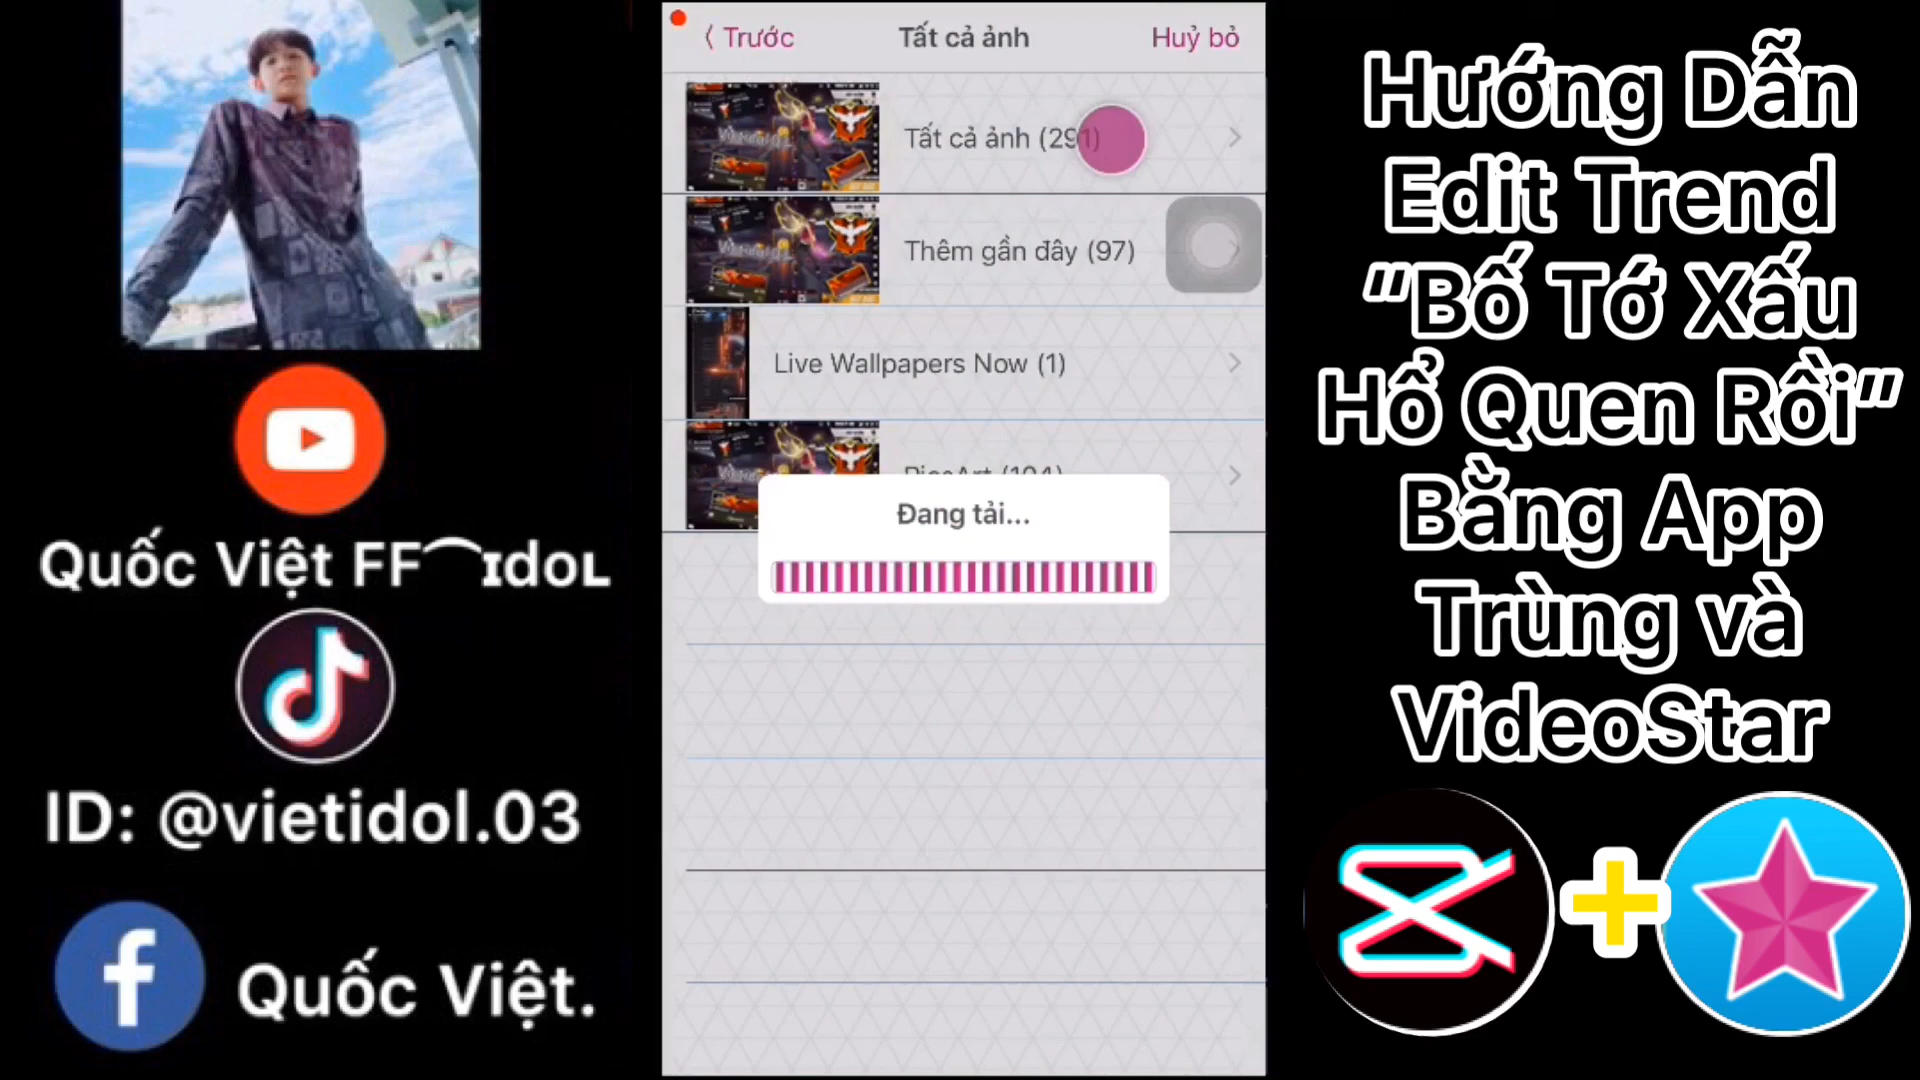 Quốc Việt FF⁀ɪdoʟ
ID: @vietidol.03
Quốc Việt.
Trước
Tất cả ảnh
Huỷ bỏ
Tất cả ảnh (291)
Thêm gần đây (97)
Live Wallpapers Now (1)
PicsArt (104)
Đang tải...
Hướng Dẫn
Edit Trend
"Bố Tớ Xấu
Hổ Quen Rồi"
Bằng App
Trùng và
VideoStar